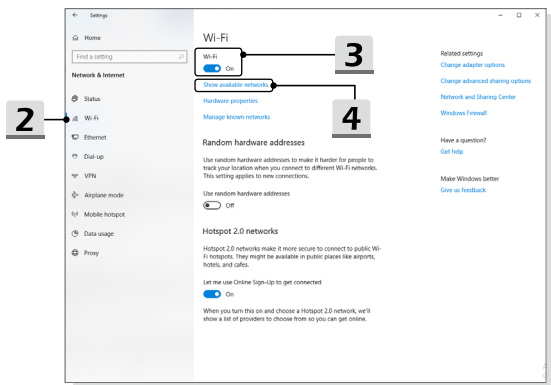 Settings
Home
Find a setting
Network & Internet
Status
Wi-Fi
Ethernet
Dial-up
VPN
Airplane mode
Mobile hotspot
Data usage
Proxy
2
Wi-Fi
Wi-Fi
On
3
Show available networks
4
Hardware properties
Manage known networks
Random hardware addresses
Use random hardware addresses to make it harder for people to
track your location when you connect to different Wi-Fi networks.
This setting applies to new connections.
Use random hardware addresses
Off
Hotspot 2.0 networks
Hotspot 2.0 networks make it more secure to connect to public Wi-
Fi hotspots. They might be available in public places like airports,
hotels, and cafes.
Let me use Online Sign-Up to get connected
On
When you turn this on and choose a Hotspot 2.0 network, we'll
show a list of providers to choose from so you can get online.
Related settings
Change adapter options
Change advanced sharing options
Network and Sharing Center
Windows Firewall
Have a question?
Get help
Make Windows better
Give us feedback